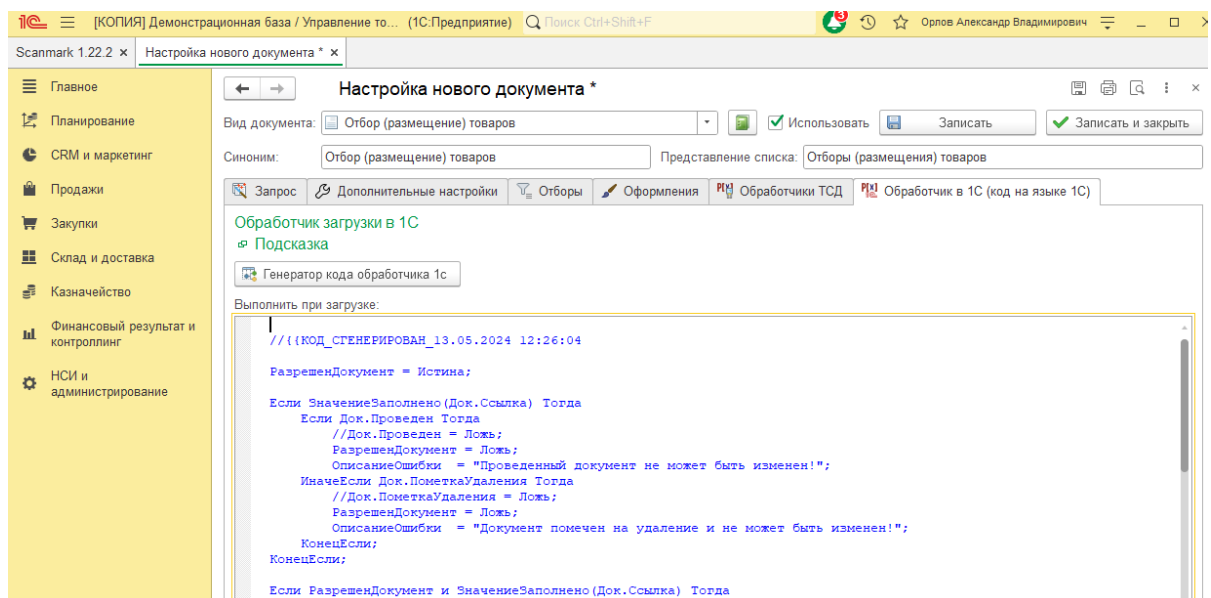 1С [КОПИЯ] Демонстрационная база / Управление то... (1С:Предприятие) Поиск Ctrl+Shift+F 3 Орлов Александр Владимирович
Scanmark 1.22.2 × Настройка нового документа * ×
Главное
Планирование
CRM и маркетинг
Продажи
Закупки
Склад и доставка
Казначейство
Финансовый результат и
контроллинг
НСИ и
администрирование
Настройка нового документа *
Вид документа: Отбор (размещение) товаров Использовать Записать Записать и закрыть
Синоним: Отбор (размещение) товаров Представление списка: Отборы (размещения) товаров
Запрос Дополнительные настройки Отборы Оформления Обработчики ТСД Обработчик в 1С (код на языке 1С)
Обработчик загрузки в 1С
Подсказка
Генератор кода обработчика 1с
Выполнить при загрузке:
//{{КОД_СГЕНЕРИРОВАН_13.05.2024 12:26:04
РазрешенДокумент = Истина;
Если ЗначениеЗаполнено(Док.Ссылка) Тогда
Если Док.Проведен Тогда
//Док.Проведен = Ложь;
РазрешенДокумент = Ложь;
ОписаниеОшибки = "Проведенный документ не может быть изменен!";
ИначеЕсли Док.ПометкаУдаления Тогда
//Док.ПометкаУдаления = Ложь;
РазрешенДокумент = Ложь;
ОписаниеОшибки = "Документ помечен на удаление и не может быть изменен!";
КонецЕсли;
КонецЕсли;
Если РазрешенДокумент и ЗначениеЗаполнено(Док.Ссылка) Тогда